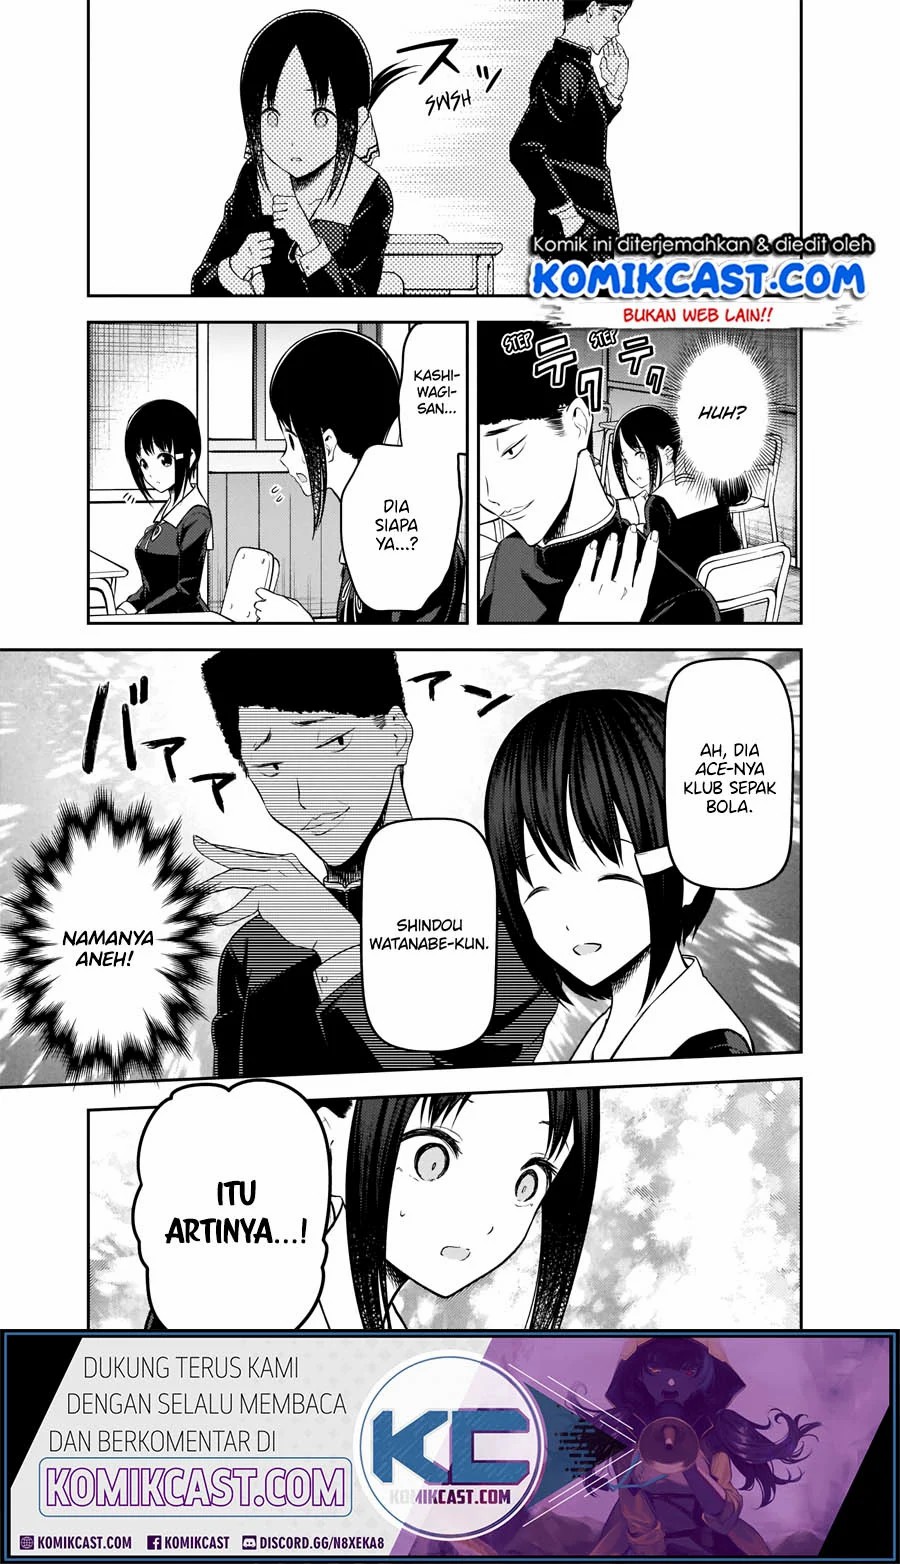 スッ
SWSH
Komik ini diterjemahkan & diedit oleh
KOMIKCAST.COM
BUKAN WEB LAIN!!
HUH?
STEP
STEP
テク
テク
KASHI-
WAGI-
SAN...
DIA
SIAPA
YA...?
AH, DIA
ACE-NYA
KLUB SEPAK
BOLA.
SHINDOU
WATANABE-KUN.
バァァァーン
NAMANYA
ANEH!
ITU
ARTINYA...!
DUKUNG TERUS KAMI
DENGAN SELALU MEMBACA
DAN BERKOMENTAR DI
KOMIKCAST.COM
KC
KOMIKCAST.COM
KOMIKCAST.COM
KOMIKCAST
DISCORD.GG/N8XEKA8